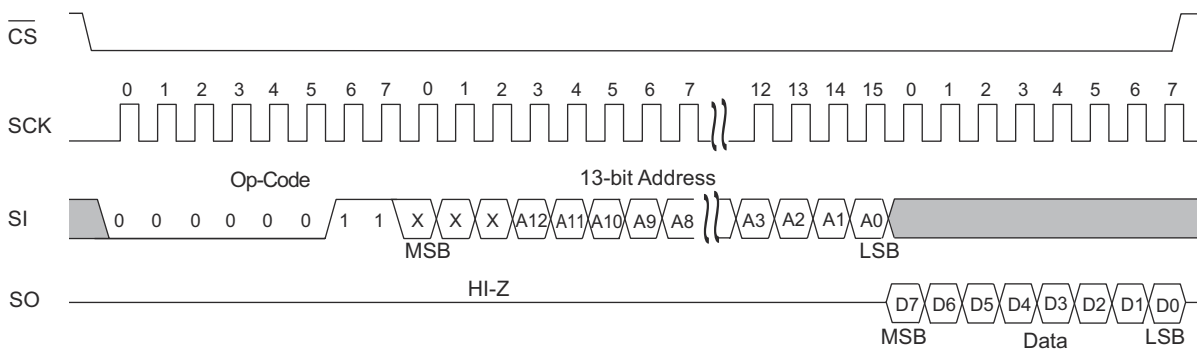 CS
0 1 2 3 4 5 6 7 0 1 2 3 4 5 6 7 12 13 14 15 0 1 2 3 4 5 6 7
SCK
Op-Code 13-bit Address
SI 0 0 0 0 0 0 1 1 X X X A12 A11 A10 A9 A8 A3 A2 A1 A0
MSB LSB
HI-Z
SO D7 D6 D5 D4 D3 D2 D1 D0
MSB Data LSB